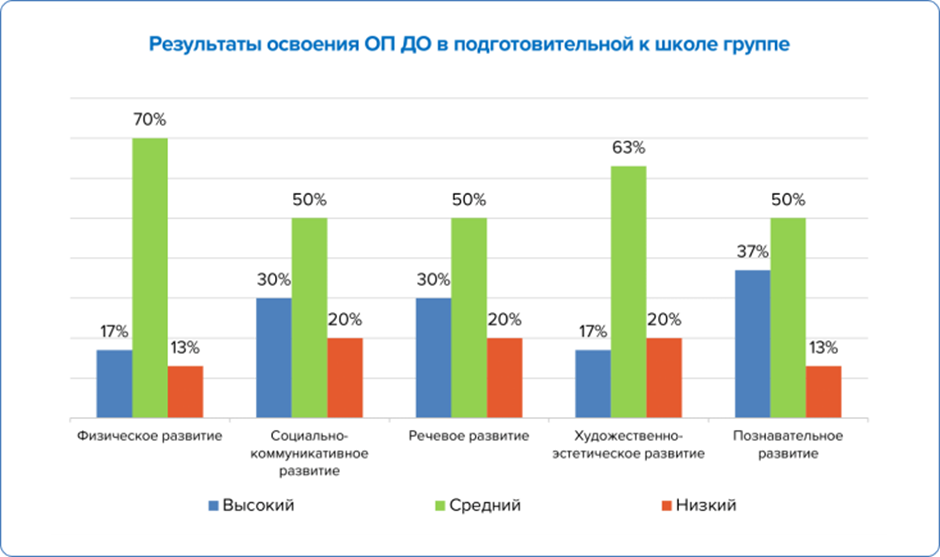 Результаты освоения ОП ДО в подготовительной к школе группе
70%
63%
50%
50%
50%
37%
30%
30%
20%
20%
20%
17%
13%
17%
13%
Физическое развитие
Социально-
коммуникативное
развитие
Речевое развитие
Художественно-
эстетическое развитие
Познавательное
развитие
Высокий
Средний
Низкий